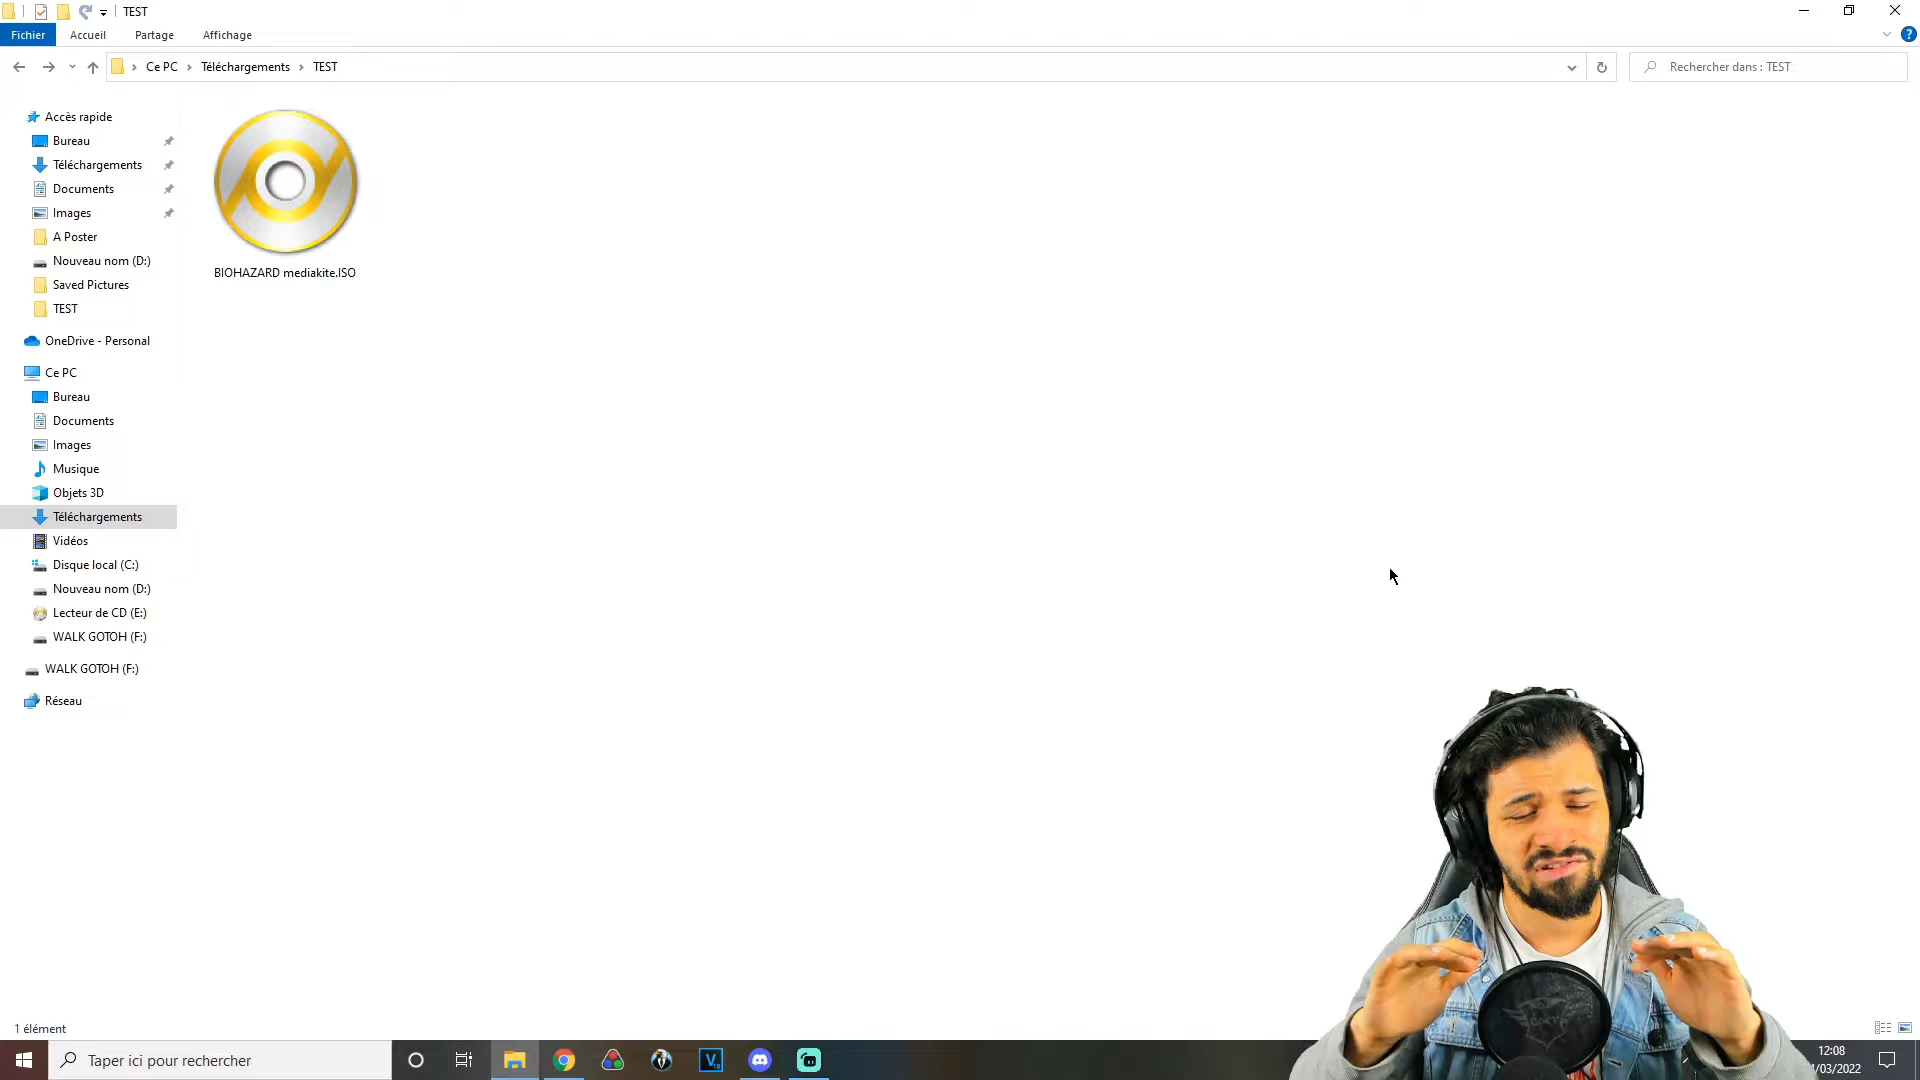 TEST
Fichier
Accueil
Partage
Affichage
Ce PC
Téléchargements
TEST
Rechercher dans : TEST
Accès rapide
Bureau
Téléchargements
Documents
Images
A Poster
Nouveau nom (D:)
Saved Pictures
TEST
OneDrive - Personal
Ce PC
Bureau
Documents
Images
Musique
Objets 3D
Téléchargements
Vidéos
Disque local (C:)
Nouveau nom (D:)
Lecteur de CD (E:)
WALK GOTOH (F:)
WALK GOTOH (F:)
Réseau
BIOHAZARD mediakite.ISO
1 élément
Taper ici pour rechercher
12:08
/03/2022